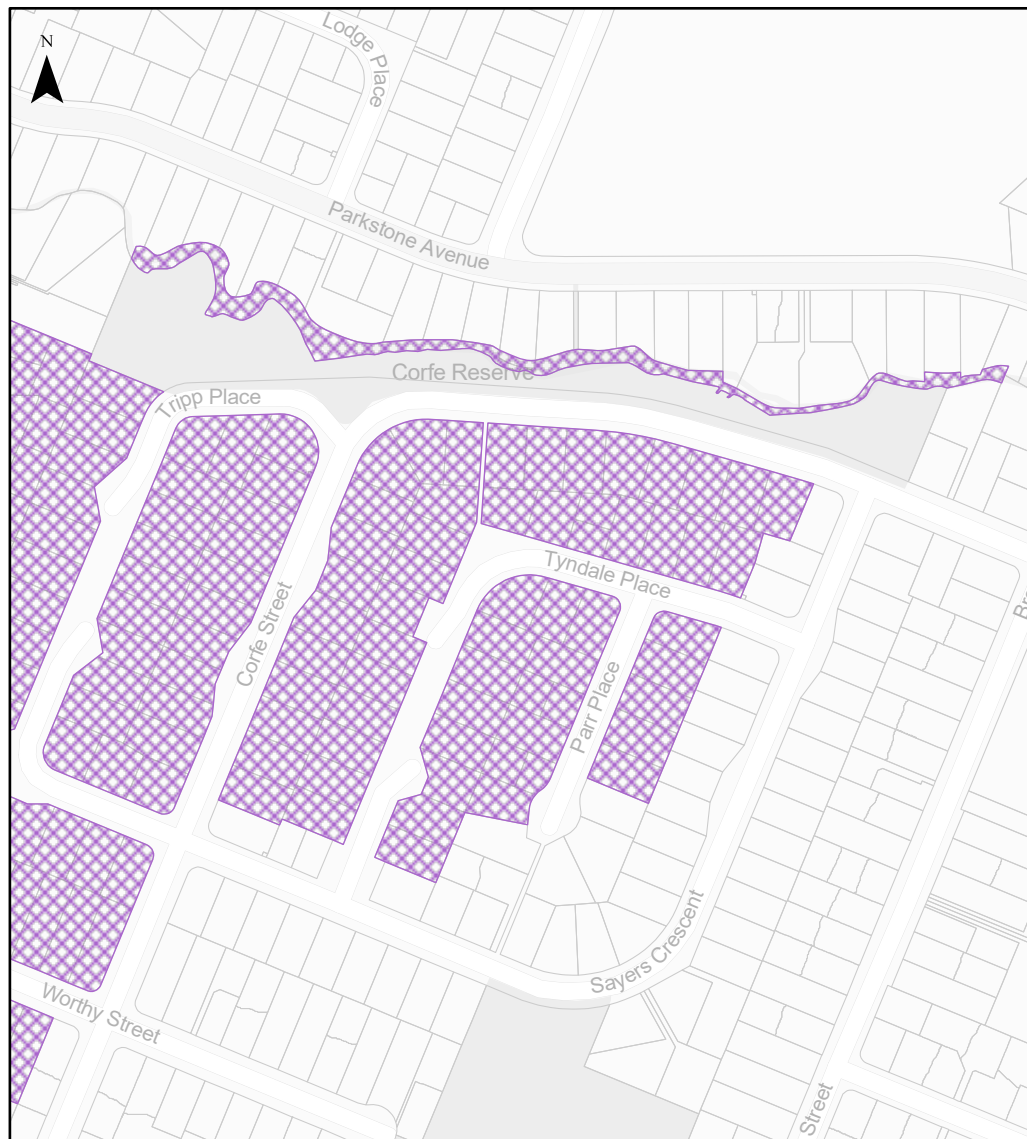 Lodge Place
N
Parkstone Avenue
Corfe Reserve
Tripp Place
Tyndale Place
Corfe Street
Parr Place
Sayers Crescent
Worthy Street
Street